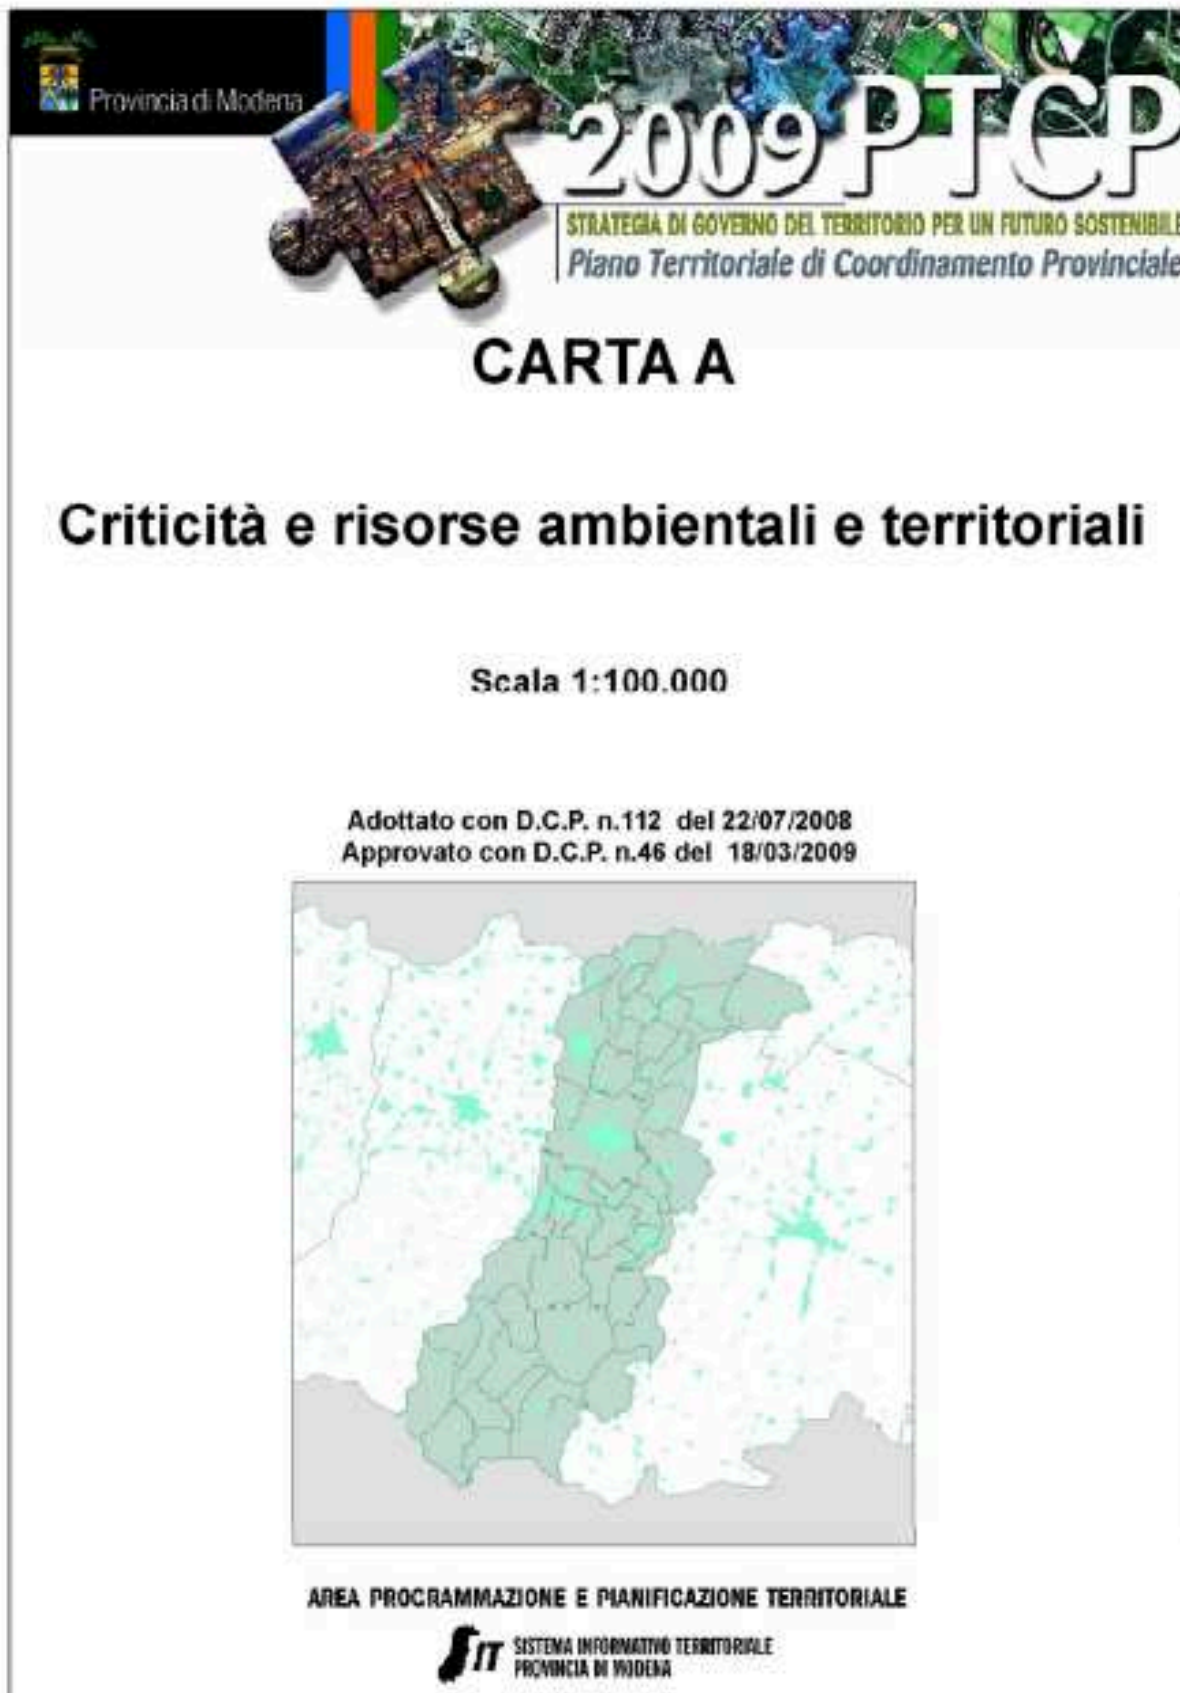 Provincia di Modena
2009 PTCP
STRATEGIA DI GOVERNO DEL TERRITORIO PER UN FUTURO SOSTENIBILE
Piano Territoriale di Coordinamento Provinciale
CARTA A
Criticità e risorse ambientali e territoriali
Scala 1:100.000
Adottato con D.C.P. n.112 del 22/07/2008
Approvato con D.C.P. n.46 del 18/03/2009
AREA PROGRAMMAZIONE E PIANIFICAZIONE TERRITORIALE
SIT SISTEMA INFORMATIVO TERRITORIALE
PROVINCIA DI MODENA